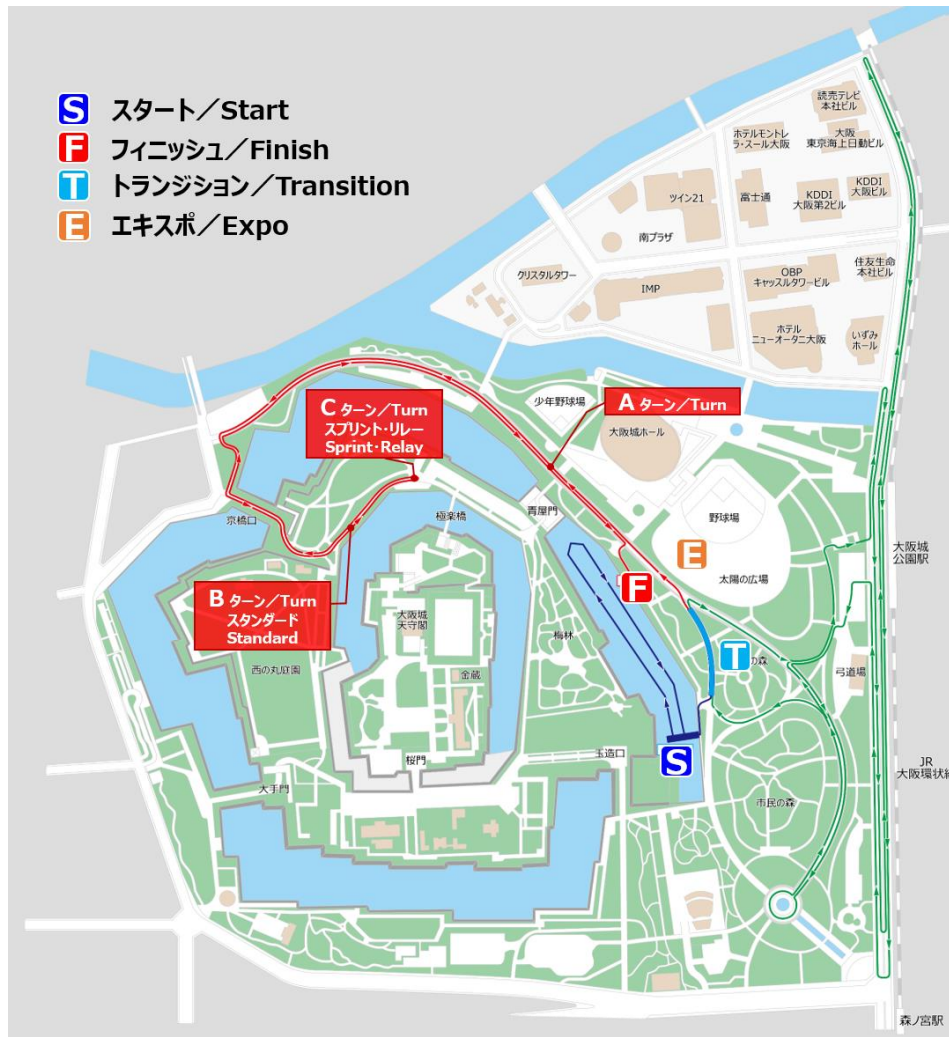 S スタート／Start
F フィニッシュ／Finish
T トランジション／Transition
E エキスポ／Expo
読売テレビ
本社ビル
ホテルモントレ
ラ・スール大阪
大阪
東京海上日動ビル
ツイン21
富士通
KDDI
大阪第2ビル
KDDI
大阪ビル
南プラザ
クリスタルタワー
IMP
OBP
キャッスルタワービル
住友生命
本社ビル
ホテル
ニューオータニ大阪
いずみ
ホール
C ターン／Turn
スプリント・リレー
Sprint・Relay
A ターン／Turn
少年野球場
大阪城ホール
京橋口
極楽橋
青屋門
野球場
大阪城
公園駅
E
太陽の広場
F
B ターン／Turn
スタンダード
Standard
大阪城
天守閣
梅林
T
の森
弓道場
西の丸庭園
金蔵
桜門
玉造口
S
大手門
市民の森
JR
大阪環状線
森ノ宮駅